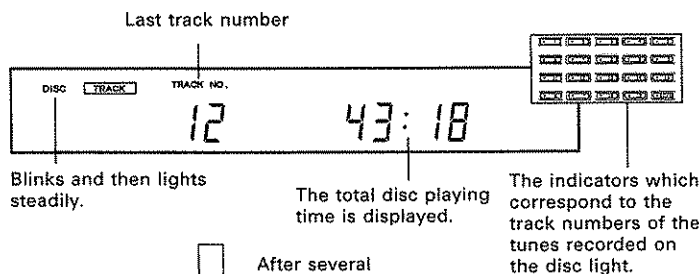 Last track number
DISC TRACK TRACK NO.
12 43:18
Blinks and then lights
steadily.
The total disc playing
time is displayed.
The indicators which
correspond to the
track numbers of the
tunes recorded on
the disc light.
After several